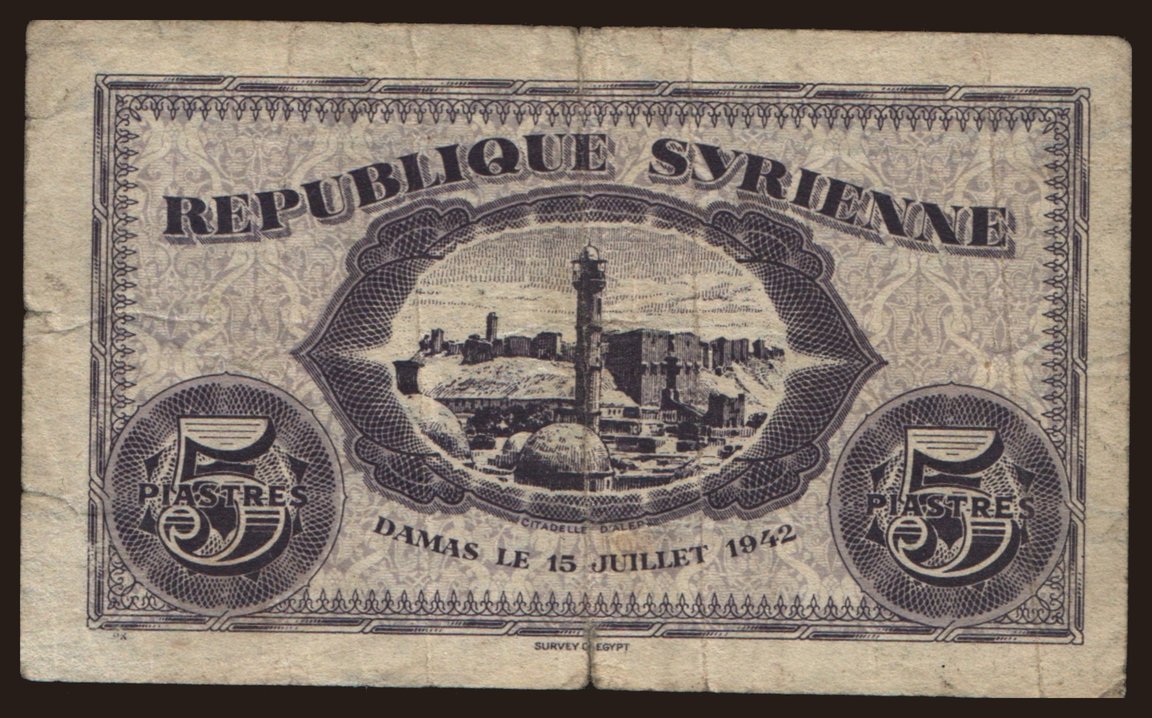 REPUBLIQUE SYRIENNE
5 PIASTRES
5 PIASTRES
CITADELLE D'ALEP
DAMAS LE 15 JUILLET 1942
SURVEY OF EGYPT